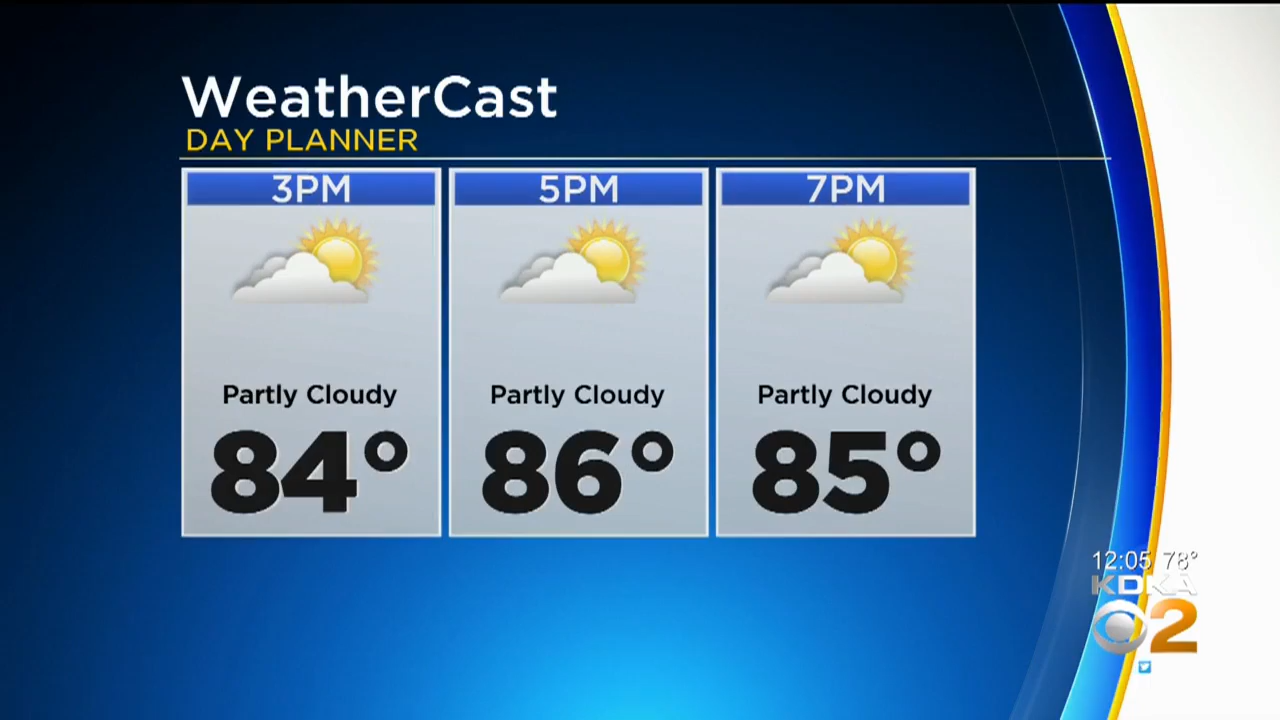 WeatherCast
DAY PLANNER
3PM
5PM
7PM
Partly Cloudy
Partly Cloudy
Partly Cloudy
84°
86°
85°
12:05 78°
KDKA
2